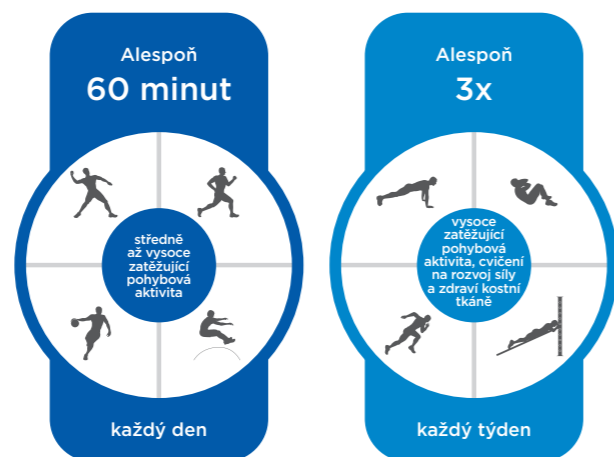 Alespoň
60 minut
středně
až vysoce
zatěžující
pohybová
aktivita
každý den
Alespoň
3x
vysoce
zatěžující
pohybová
aktivita, cvičení
na rozvoj síly
a zdraví kostní
tkáně
každý týden